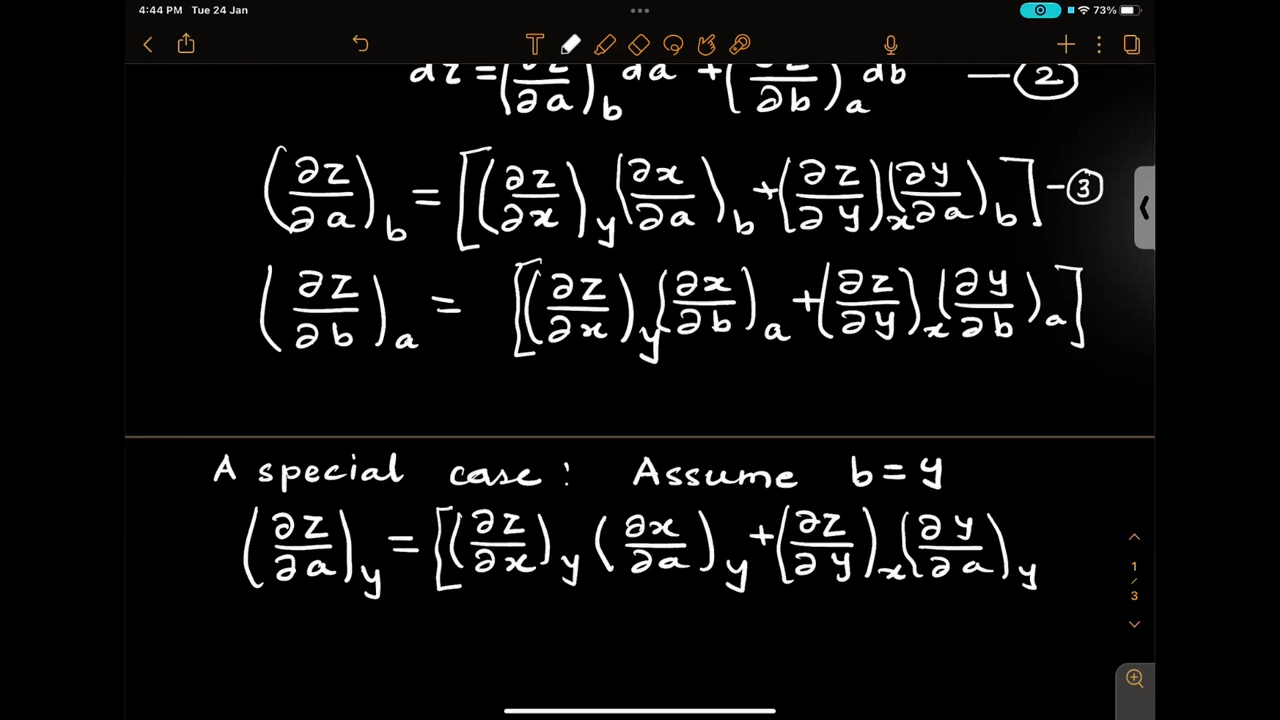 4:44 PM Tue 24 Jan
73%
dz = (∂z/∂a)_b da + (∂z/∂b)_a db — ②
(∂z/∂a)_b = [(∂z/∂x)_y (∂x/∂a)_b + (∂z/∂y)_x (∂y/∂a)_b] — ③
(∂z/∂b)_a = [(∂z/∂x)_y (∂x/∂b)_a + (∂z/∂y)_x (∂y/∂b)_a]
A special case : Assume b = y
(∂z/∂a)_y = [(∂z/∂x)_y (∂x/∂a)_y + (∂z/∂y)_x (∂y/∂a)_y
1
/
3